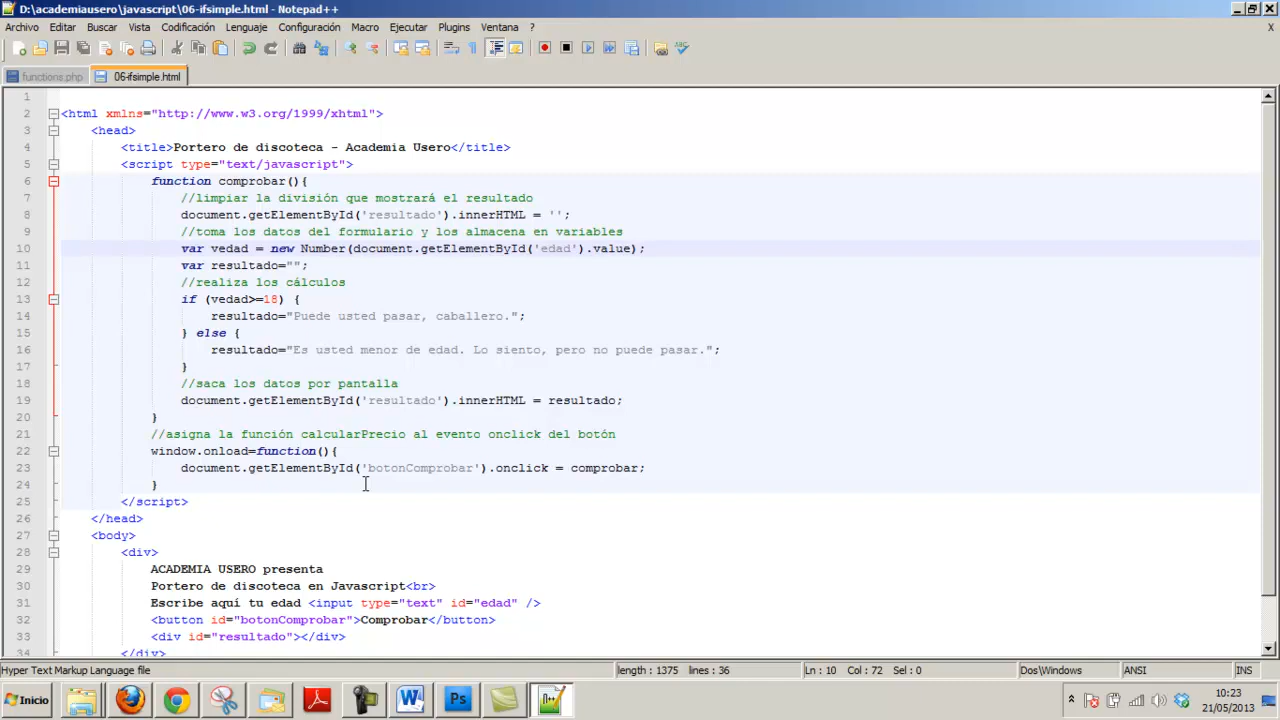 D:\academiausero\javascript\06-ifsimple.html - Notepad++
Archivo Editar Buscar Vista Codificación Lenguaje Configuración Macro Ejecutar Plugins Ventana ? X
functions.php 06-ifsimple.html
1
2 <html xmlns="http://www.w3.org/1999/xhtml">
3 <head>
4 <title>Portero de discoteca - Academia Usero</title>
5 <script type="text/javascript">
6 function comprobar(){
7 //limpiar la división que mostrará el resultado
8 document.getElementById('resultado').innerHTML = '';
9 //toma los datos del formulario y los almacena en variables
10 var vedad = new Number(document.getElementById('edad').value);
11 var resultado="";
12 //realiza los cálculos
13 if (vedad>=18) {
14 resultado="Puede usted pasar, caballero.";
15 } else {
16 resultado="Es usted menor de edad. Lo siento, pero no puede pasar.";
17 }
18 //saca los datos por pantalla
19 document.getElementById('resultado').innerHTML = resultado;
20 }
21 //asigna la función calcularPrecio al evento onclick del botón
22 window.onload=function(){
23 document.getElementById('botonComprobar').onclick = comprobar;
24 }
25 </script>
26 </head>
27 <body>
28 <div>
29 ACADEMIA USERO presenta
30 Portero de discoteca en Javascript<br>
31 Escribe aquí tu edad <input type="text" id="edad" />
32 <button id="botonComprobar">Comprobar</button>
33 <div id="resultado"></div>
34 </div>
Hyper Text Markup Language file length : 1375 lines : 36 Ln : 10 Col : 72 Sel : 0 Dos\Windows ANSI INS
Inicio W Ps 10:23
21/05/2013